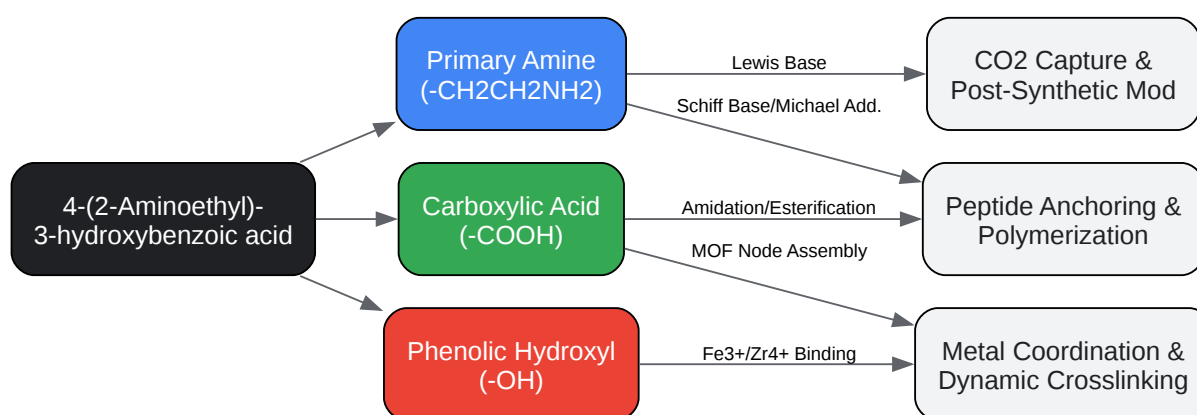 4-(2-Aminoethyl)-
3-hydroxybenzoic acid
Primary Amine
(-CH2CH2NH2)
Carboxylic Acid
(-COOH)
Phenolic Hydroxyl
(-OH)
Lewis Base
Schiff Base/Michael Add.
Amidation/Esterification
MOF Node Assembly
Fe3+/Zr4+ Binding
CO2 Capture &
Post-Synthetic Mod
Peptide Anchoring &
Polymerization
Metal Coordination &
Dynamic Crosslinking